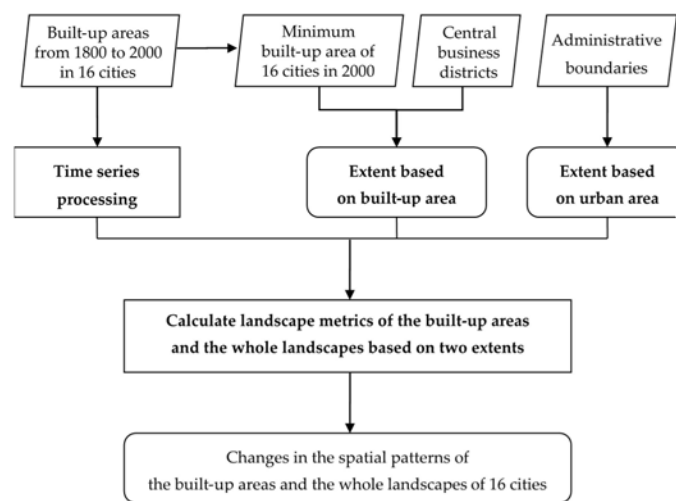 Built-up areas
from 1800 to 2000
in 16 cities
Minimum
built-up area of
16 cities in 2000
Central
business
districts
Administrative
boundaries
Time series
processing
Extent based
on built-up area
Extent based
on urban area
Calculate landscape metrics of the built-up areas
and the whole landscapes based on two extents
Changes in the spatial patterns of
the built-up areas and the whole landscapes of 16 cities